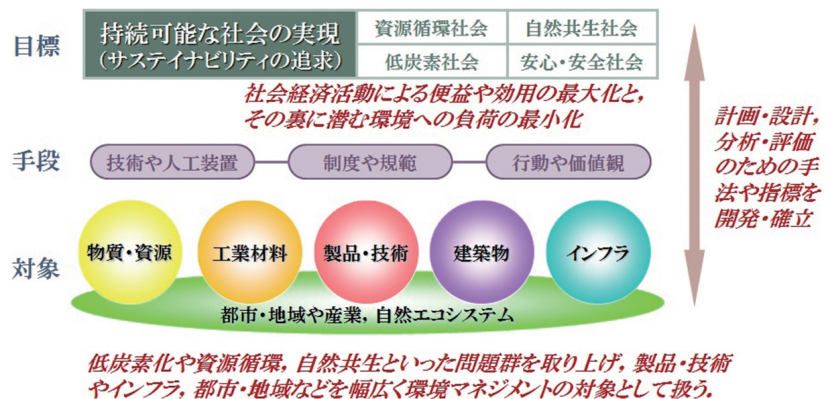 目標
持続可能な社会の実現
(サステイナビリティの追求)
資源循環社会
自然共生社会
低炭素社会
安心・安全社会
社会経済活動による便益や効用の最大化と,
その裏に潜む環境への負荷の最小化
手段
技術や人工装置
制度や規範
行動や価値観
計画・設計,
分析・評価
のための手
法や指標を
開発・確立
対象
物質・資源
工業材料
製品・技術
建築物
インフラ
都市・地域や産業, 自然エコシステム
低炭素化や資源循環, 自然共生といった問題群を取り上げ, 製品・技術
やインフラ, 都市・地域などを幅広く環境マネジメントの対象として扱う.